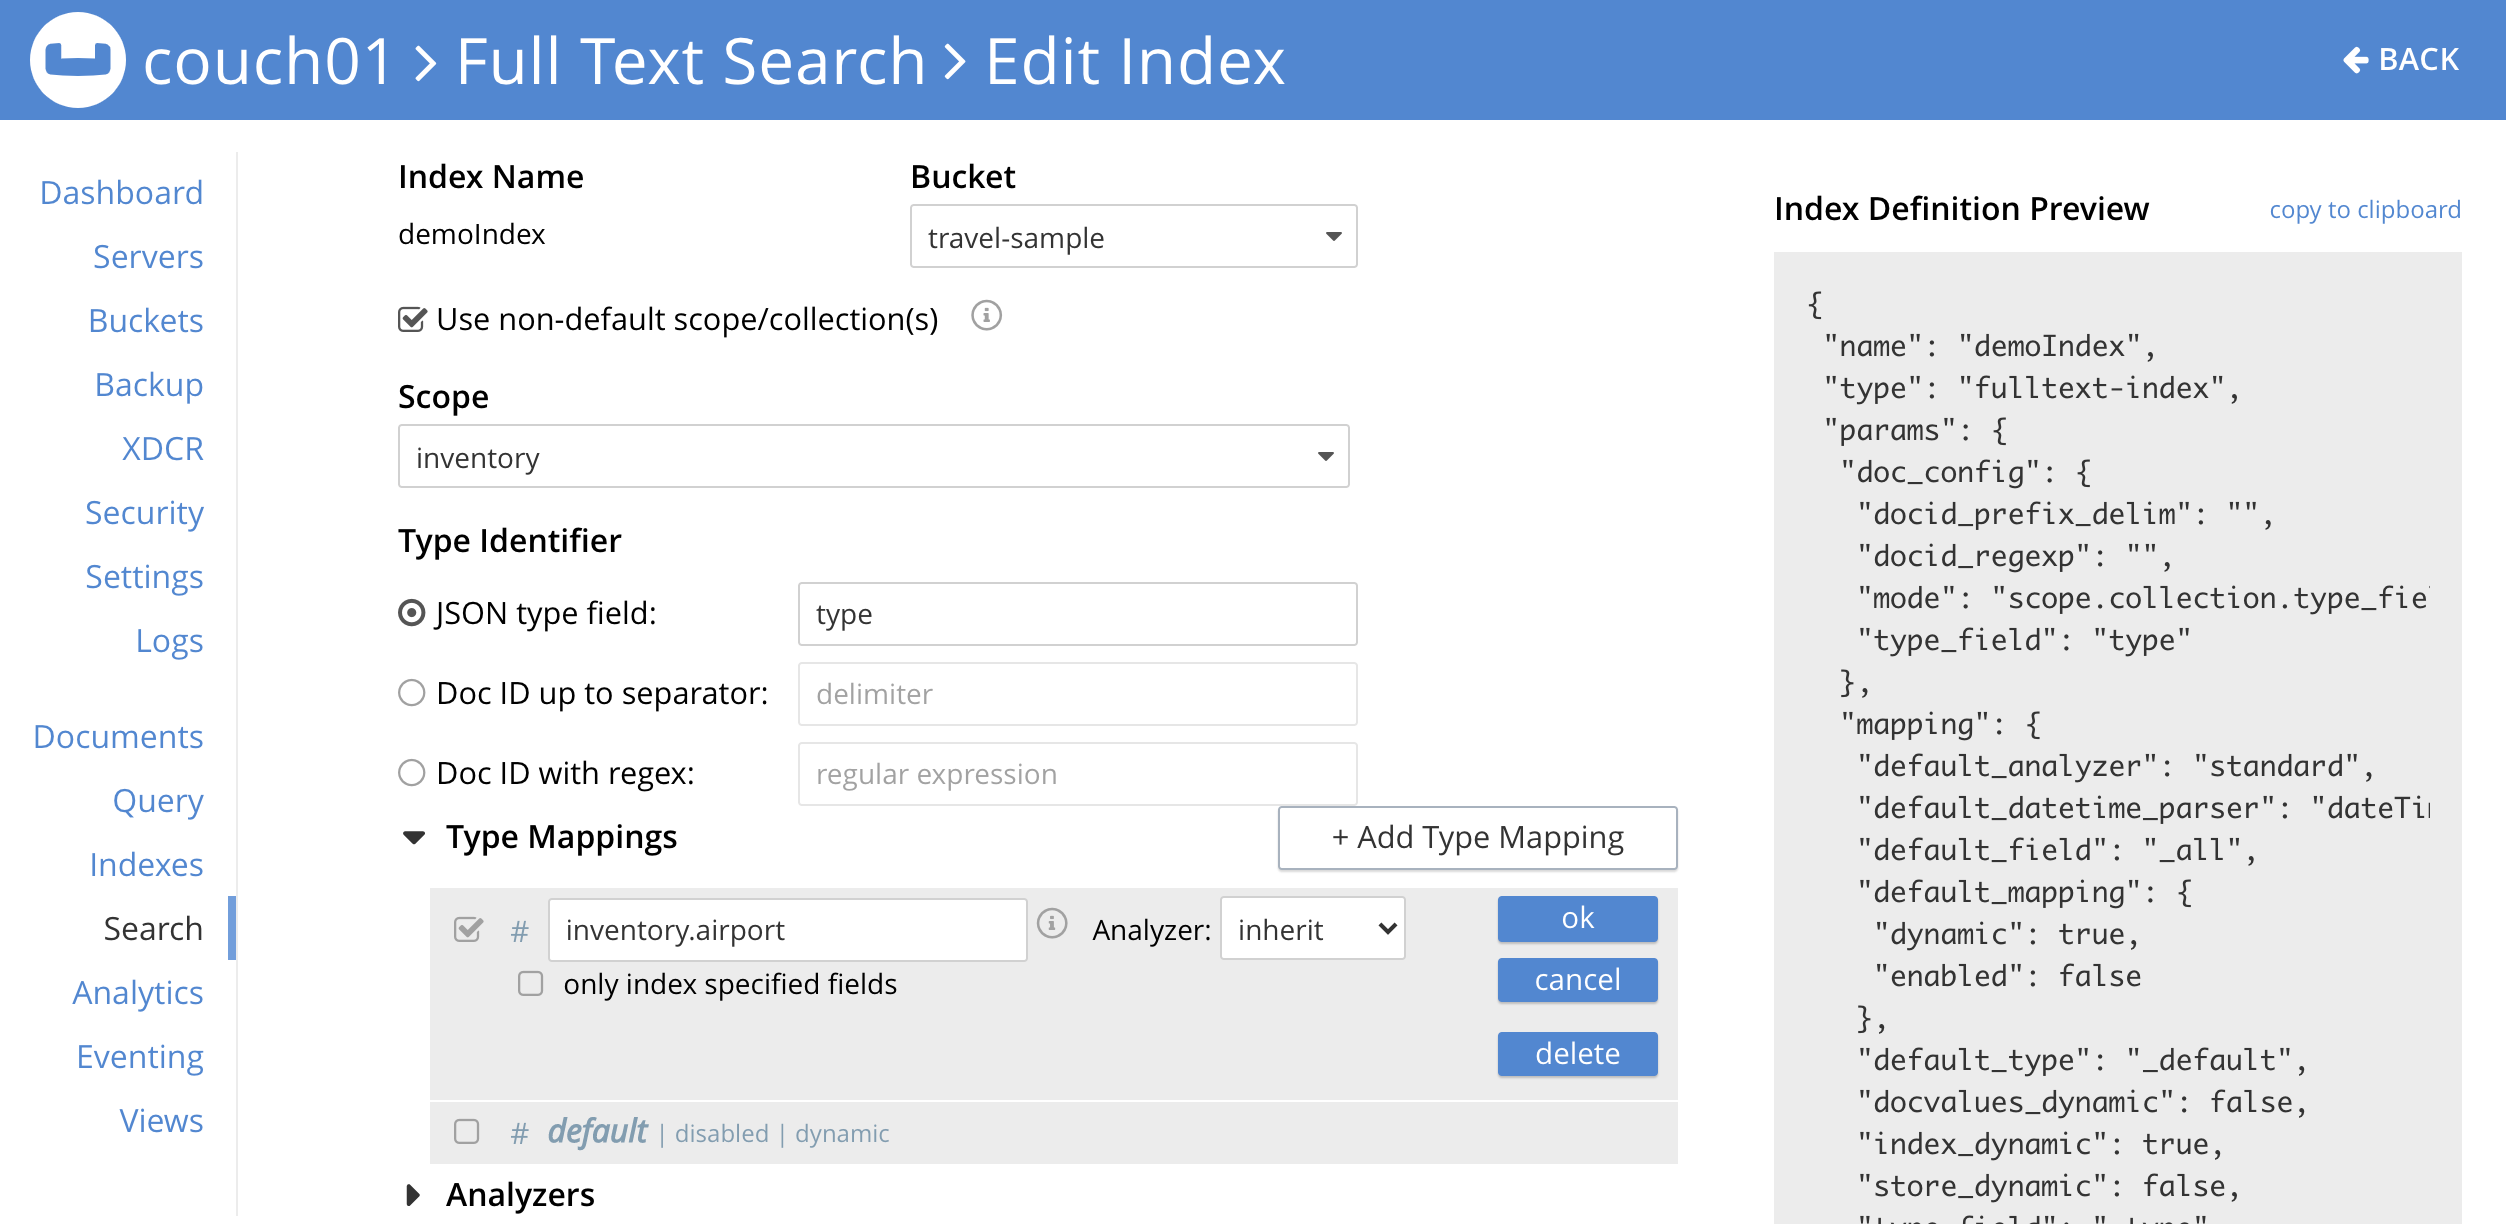 couch01 > Full Text Search > Edit Index
BACK
Dashboard
Servers
Buckets
Backup
XDCR
Security
Settings
Logs
Documents
Query
Indexes
Search
Analytics
Eventing
Views
Index Name
demoIndex
Bucket
travel-sample
Use non-default scope/collection(s)
Scope
inventory
Type Identifier
JSON type field: type
Doc ID up to separator: delimiter
Doc ID with regex: regular expression
Type Mappings
+ Add Type Mapping
# inventory.airport Analyzer: inherit
only index specified fields
ok
cancel
delete
# default | disabled | dynamic
Analyzers
Index Definition Preview
copy to clipboard
{
"name": "demoIndex",
"type": "fulltext-index",
"params": {
"doc_config": {
"docid_prefix_delim": "",
"docid_regexp": "",
"mode": "scope.collection.type_fie
"type_field": "type"
},
"mapping": {
"default_analyzer": "standard",
"default_datetime_parser": "dateTi
"default_field": "_all",
"default_mapping": {
"dynamic": true,
"enabled": false
},
"default_type": "_default",
"docvalues_dynamic": false,
"index_dynamic": true,
"store_dynamic": false,